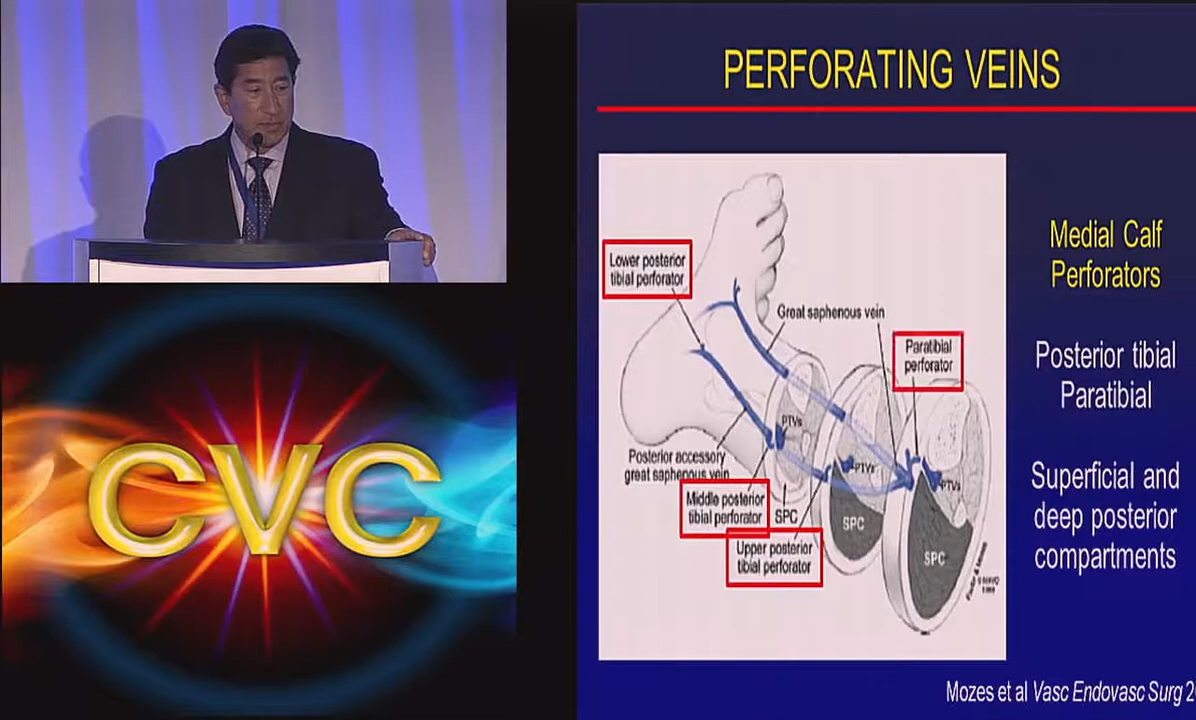 PERFORATING VEINS
Lower posterior
tibial perforator
Great saphenous vein
Paratibial
perforator
PTVs
PTVs
PTVs
Posterior accessory
great saphenous vein
Middle posterior
tibial perforator
SPC
SPC
SPC
Upper posterior
tibial perforator
Medial Calf
Perforators
Posterior tibial
Paratibial
Superficial and
deep posterior
compartments
Mozes et al Vasc Endovasc Surg
CVC